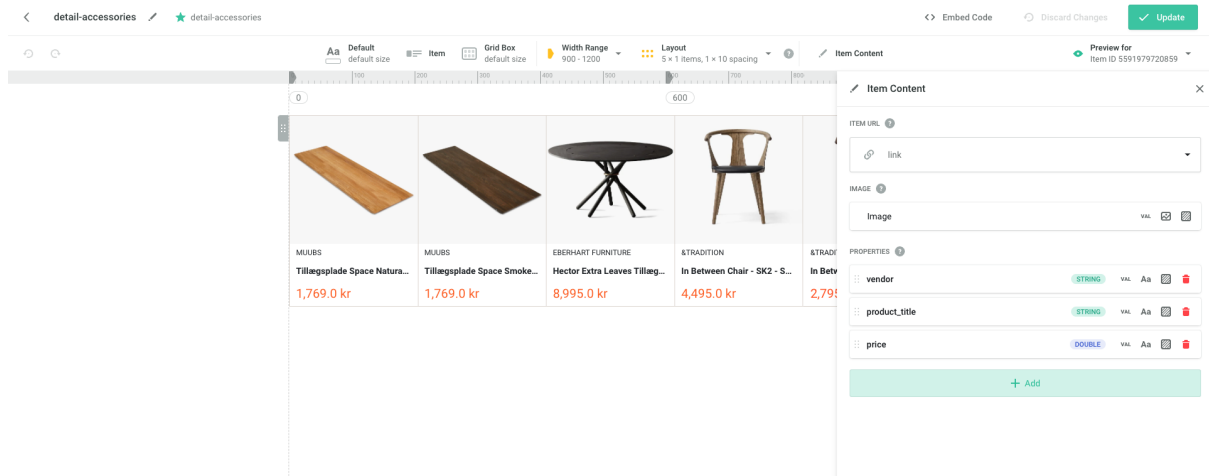 detail-accessories
detail-accessories
Embed Code
Discard Changes
Update
Aa Default
default size
Item
Grid Box
default size
Width Range
900 - 1200
Layout
5 × 1 items, 1 × 10 spacing
Item Content
Preview for
Item ID 5591979720859
100 200 300 400 500 700 800
0 600
Item Content
ITEM URL
link
IMAGE
Image VAL
PROPERTIES
vendor STRING VAL Aa
product_title STRING VAL Aa
price DOUBLE VAL Aa
+ Add
MUUBS
Tillægsplade Space Natura...
1,769.0 kr
MUUBS
Tillægsplade Space Smoke...
1,769.0 kr
EBERHART FURNITURE
Hector Extra Leaves Tillæg...
8,995.0 kr
&TRADITION
In Between Chair - SK2 - S...
4,495.0 kr
&TRADI
In Betw
2,795